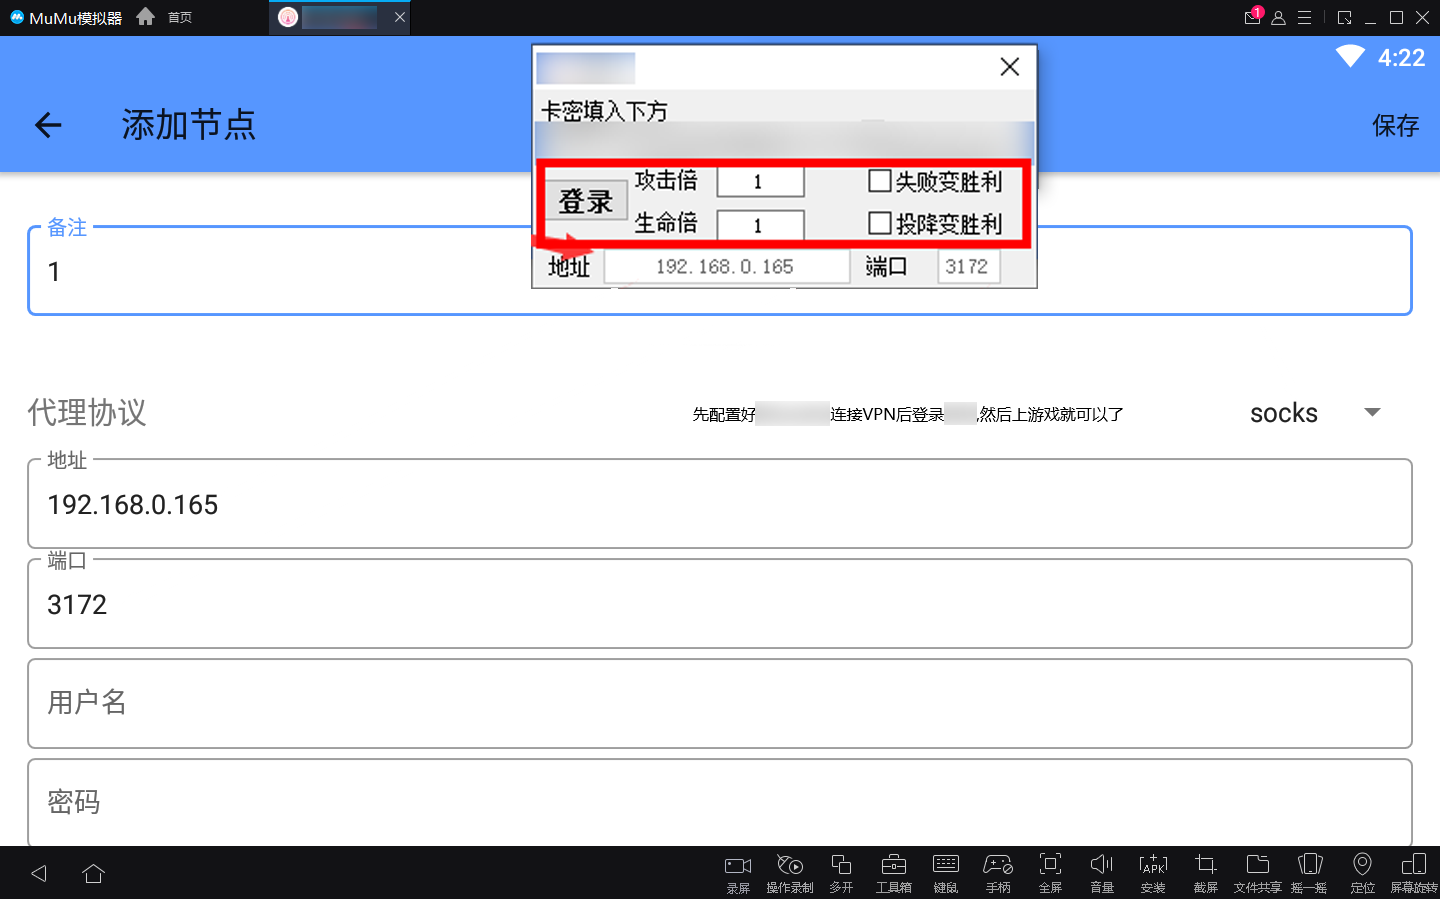 MuMu模拟器
首页
1
4:22
添加节点
保存
卡密填入下方
登录
攻击倍 1
失败变胜利
生命倍 1
投降变胜利
地址 192.168.0.165 端口 3172
备注
1
代理协议
先配置好
连接VPN后登录
,然后上游戏就可以了
socks
地址
192.168.0.165
端口
3172
用户名
密码
录屏
操作录制
多开
工具箱
键鼠
手柄
全屏
音量
APK
安装
截屏
文件共享
摇一摇
定位
屏幕旋转